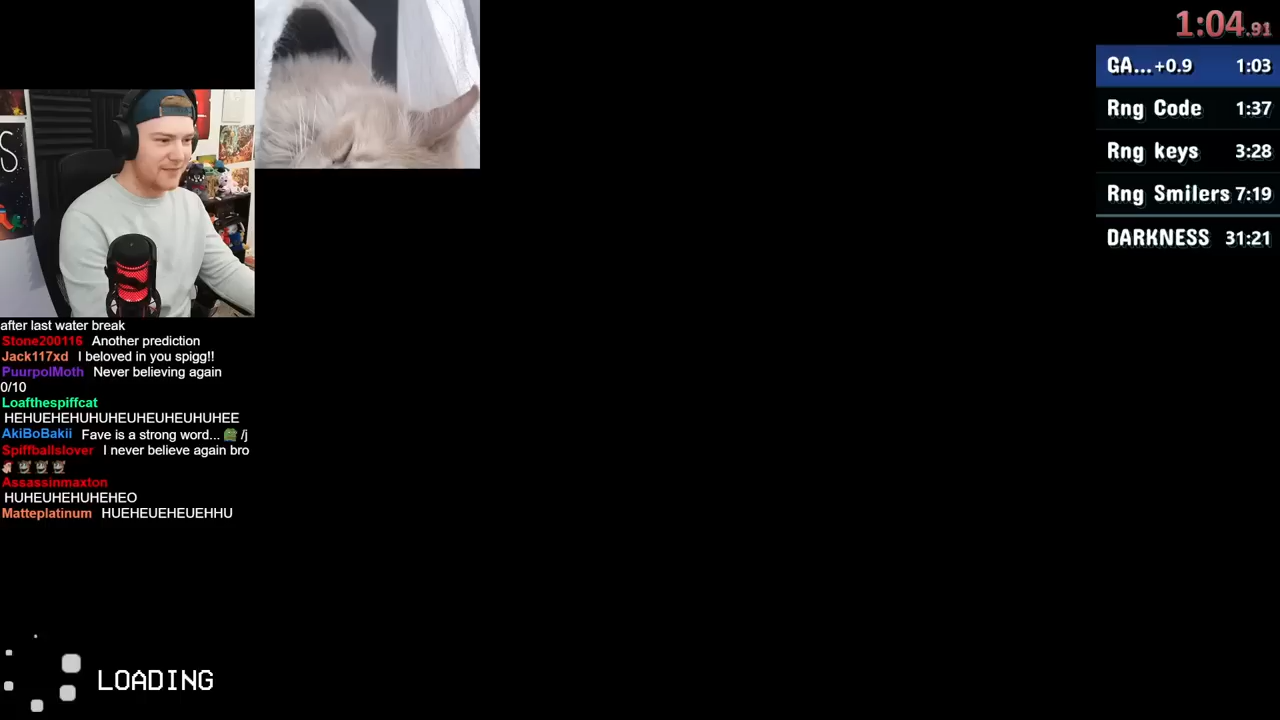 1:04.91
GA... +0.9 1:03
Rng Code 1:37
Rng keys 3:28
Rng Smilers 7:19
DARKNESS 31:21
after last water break
Stone200116 Another prediction
Jack117xd I beloved in you spigg!!
PuurpolMoth Never believing again
0/10
Loafthespiffcat
HEHUEHEHUHUHEUHEUHEUHUHEE
AkiBoBakii Fave is a strong word... /j
Spiffballslover I never believe again bro
Assassinmaxton
HUHEUHEHUHEHEO
Matteplatinum HUEHEUEHEUEHHU
LOADING